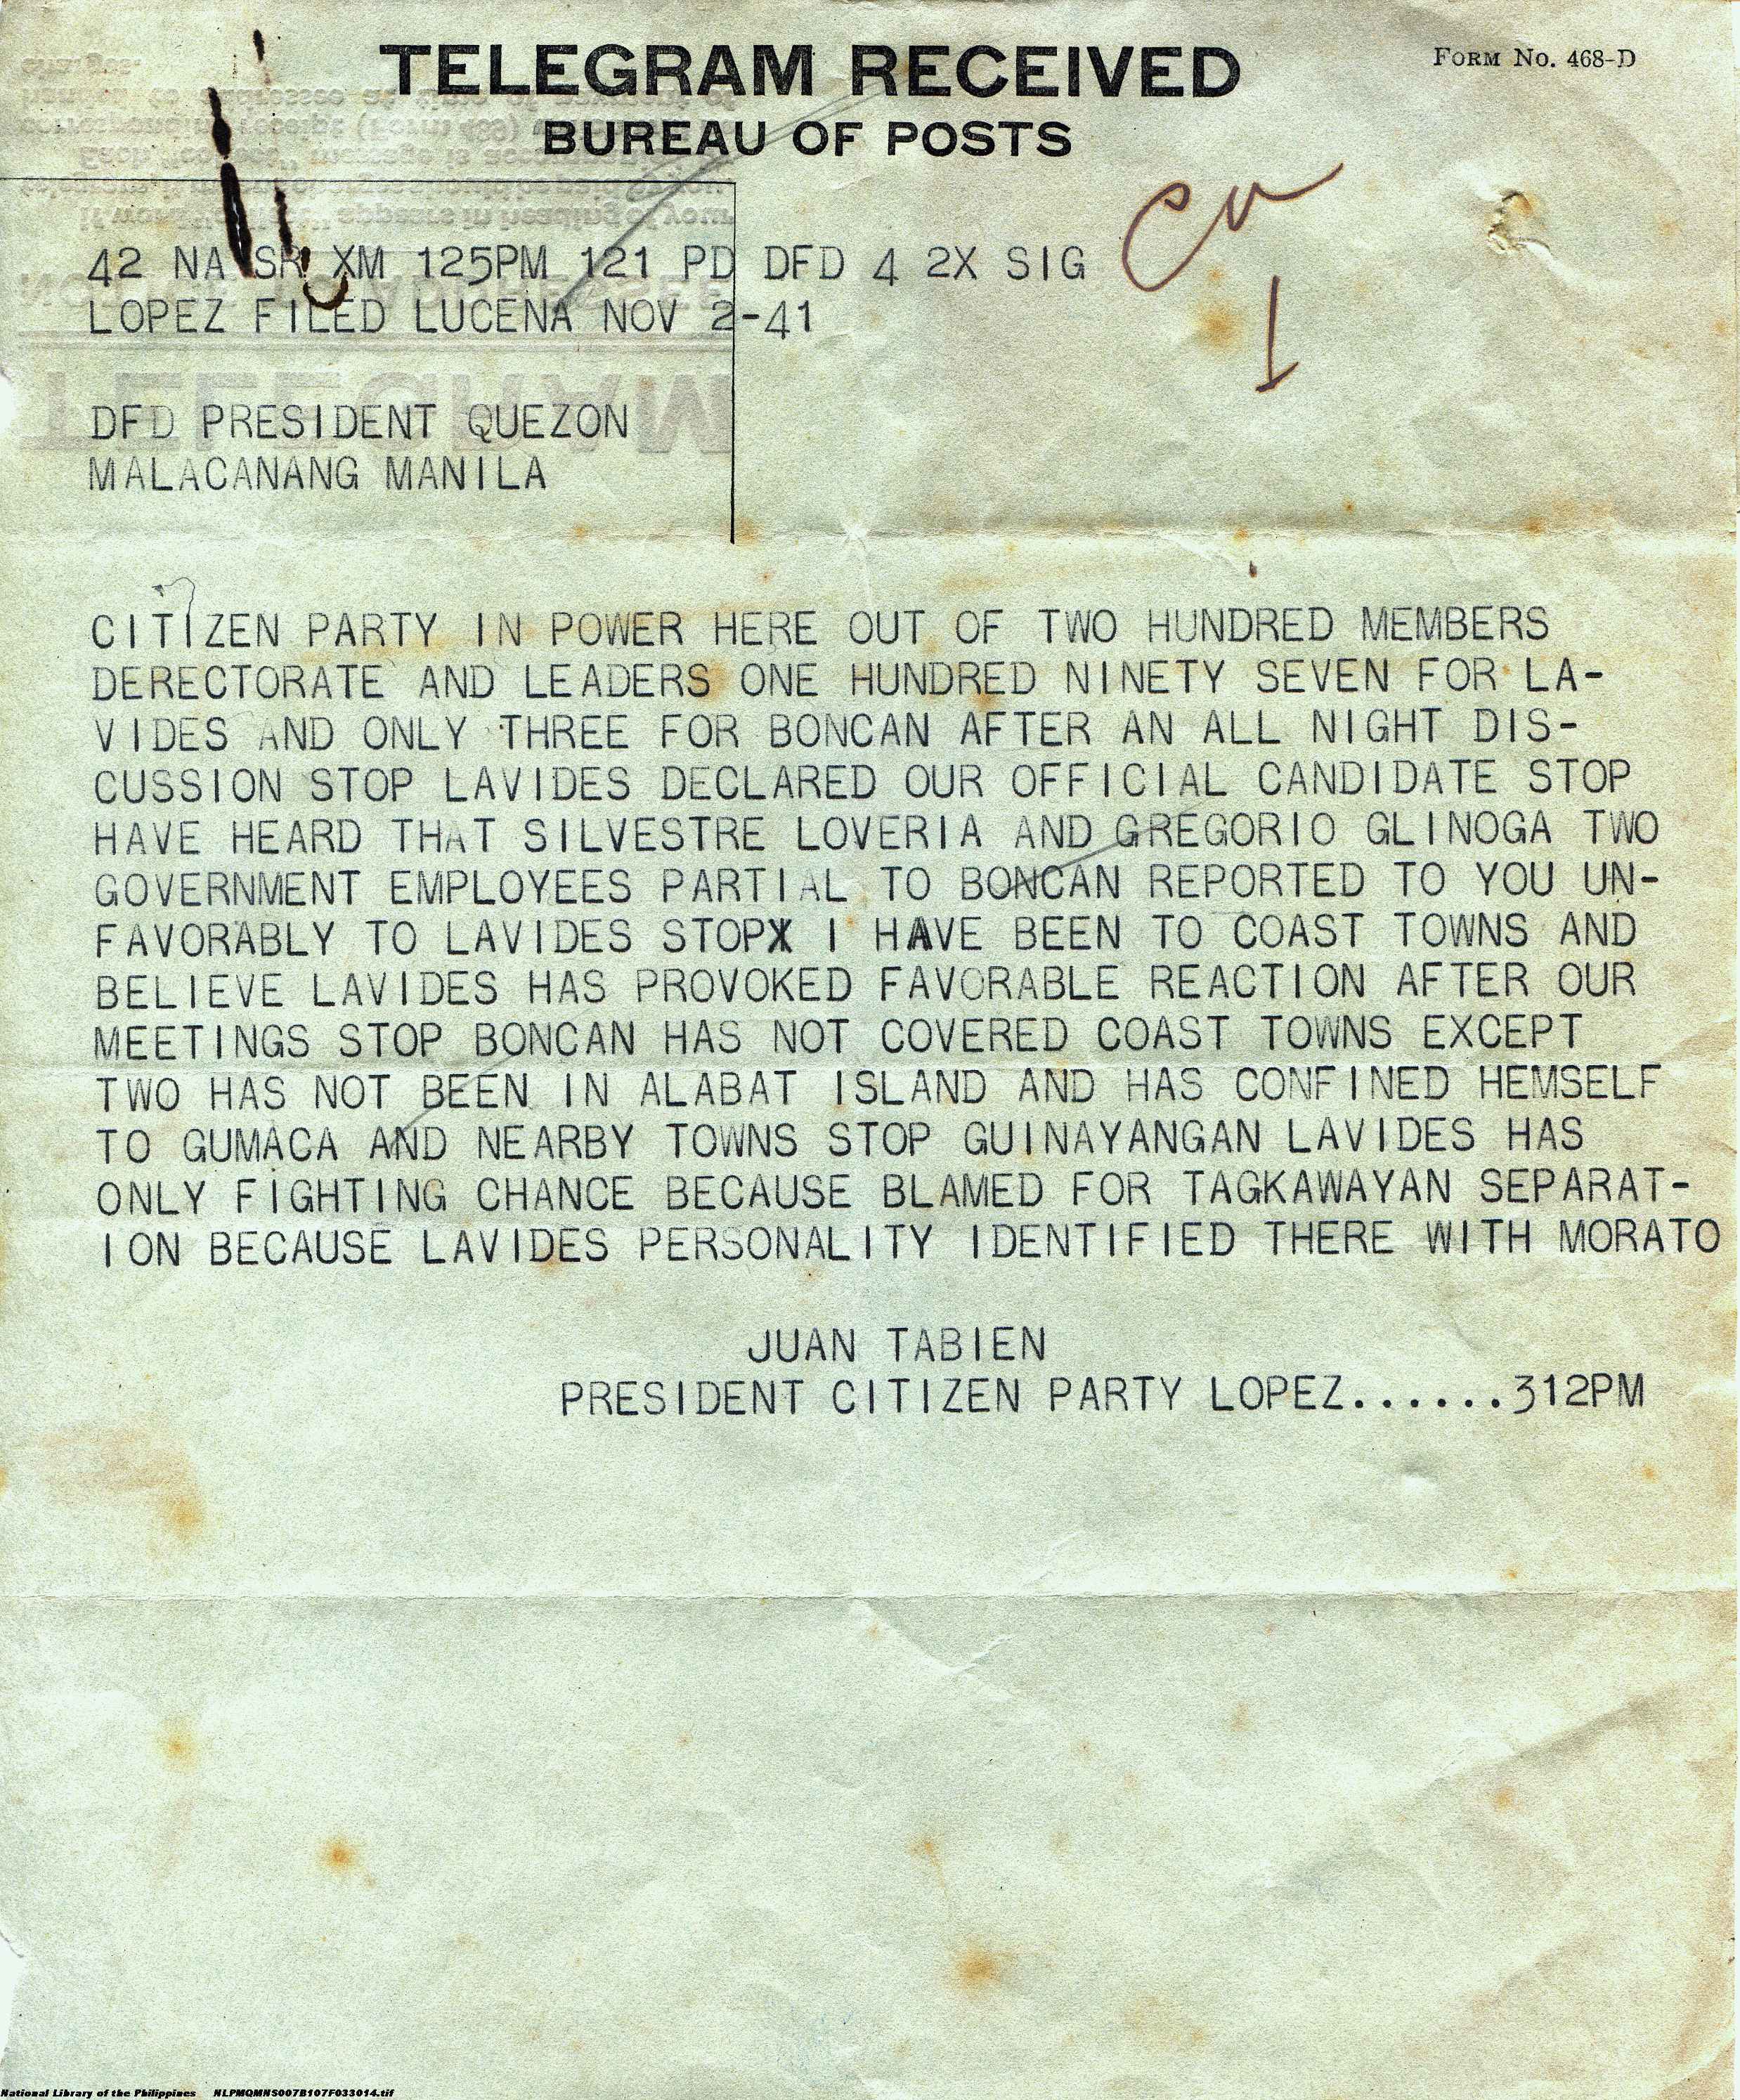 TELEGRAM RECEIVED
FORM NO. 468-D
BUREAU OF POSTS
42 NA SR XM 125PM 121 PD DFD 4 2X SIG
LOPEZ FILED LUCENA NOV 2-41
DFD PRESIDENT QUEZON
MALACANANG MANILA
CITIZEN PARTY IN POWER HERE OUT OF TWO HUNDRED MEMBERS
DERECTORATE AND LEADERS ONE HUNDRED NINETY SEVEN FOR LA-
VIDES AND ONLY THREE FOR BONCAN AFTER AN ALL NIGHT DIS-
CUSSION STOP LAVIDES DECLARED OUR OFFICIAL CANDIDATE STOP
HAVE HEARD THAT SILVESTRE LOVERIA AND GREGORIO GLINOGA TWO
GOVERNMENT EMPLOYEES PARTIAL TO BONCAN REPORTED TO YOU UN-
FAVORABLY TO LAVIDES STOPX I HAVE BEEN TO COAST TOWNS AND
BELIEVE LAVIDES HAS PROVOKED FAVORABLE REACTION AFTER OUR
MEETINGS STOP BONCAN HAS NOT COVERED COAST TOWNS EXCEPT
TWO HAS NOT BEEN IN ALABAT ISLAND AND HAS CONFINED HEMSELF
TO GUMACA AND NEARBY TOWNS STOP GUINAYANGAN LAVIDES HAS
ONLY FIGHTING CHANCE BECAUSE BLAMED FOR TAGKAWAYAN SEPARAT-
ION BECAUSE LAVIDES PERSONALITY IDENTIFIED THERE WITH MORATO
JUAN TABIEN
PRESIDENT CITIZEN PARTY LOPEZ......312PM
National Library of the Philippines NLPMQMNS007B107F033014.tif